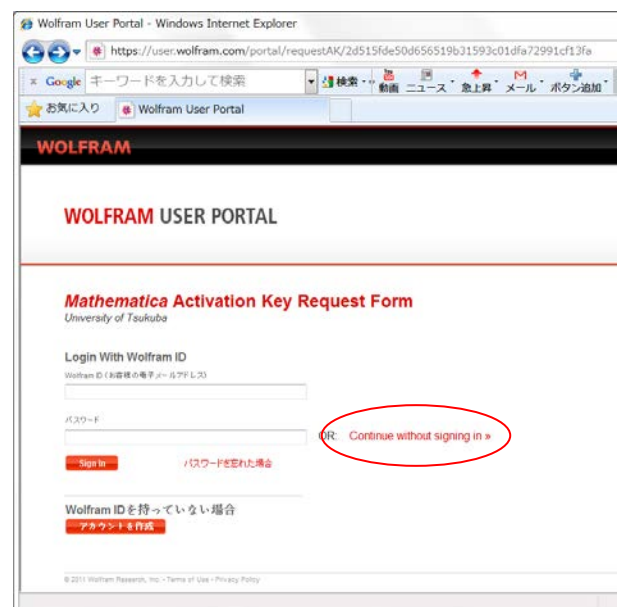 Wolfram User Portal - Windows Internet Explorer
https://user.wolfram.com/portal/requestAK/2d515fde50d656519b31593c01dfa72991cf13fa
× Google キーワードを入力して検索 検索 動画 ニュース 急上昇 メール ボタン追加
お気に入り Wolfram User Portal
WOLFRAM
WOLFRAM USER PORTAL
Mathematica Activation Key Request Form
University of Tsukuba
Login With Wolfram ID
Wolfram ID (お客様の電子メールアドレス)
パスワード
OR: Continue without signing in »
Sign In パスワードを忘れた場合
Wolfram IDを持っていない場合
アカウントを作成
© 2011 Wolfram Research, Inc. - Terms of Use - Privacy Policy